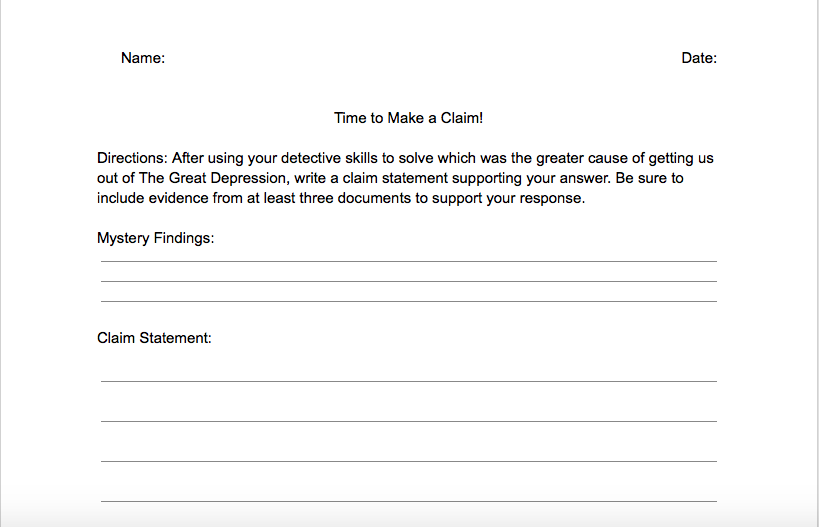 Name: Date:
Time to Make a Claim!
Directions: After using your detective skills to solve which was the greater cause of getting us
out of The Great Depression, write a claim statement supporting your answer. Be sure to
include evidence from at least three documents to support your response.
Mystery Findings:
Claim Statement: